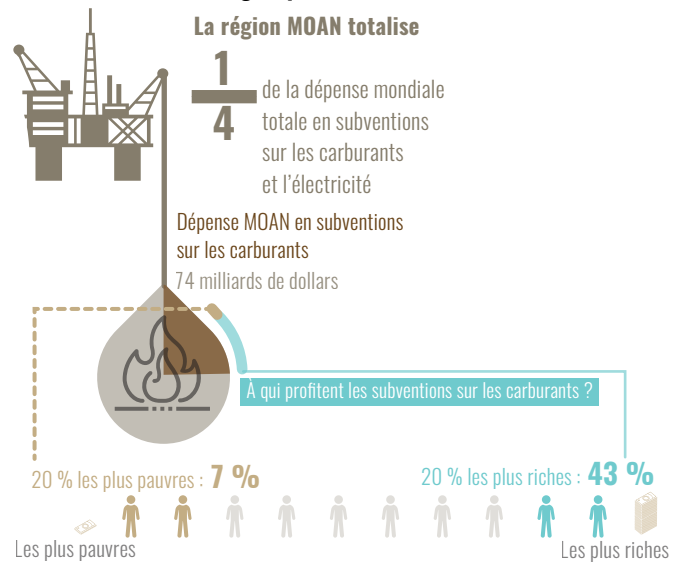 La région MOAN totalise
1
4
de la dépense mondiale
totale en subventions
sur les carburants
et l'électricité
Dépense MOAN en subventions
sur les carburants
74 milliards de dollars
À qui profitent les subventions sur les carburants ?
20 % les plus pauvres : 7 %
20 % les plus riches : 43 %
Les plus pauvres
Les plus riches